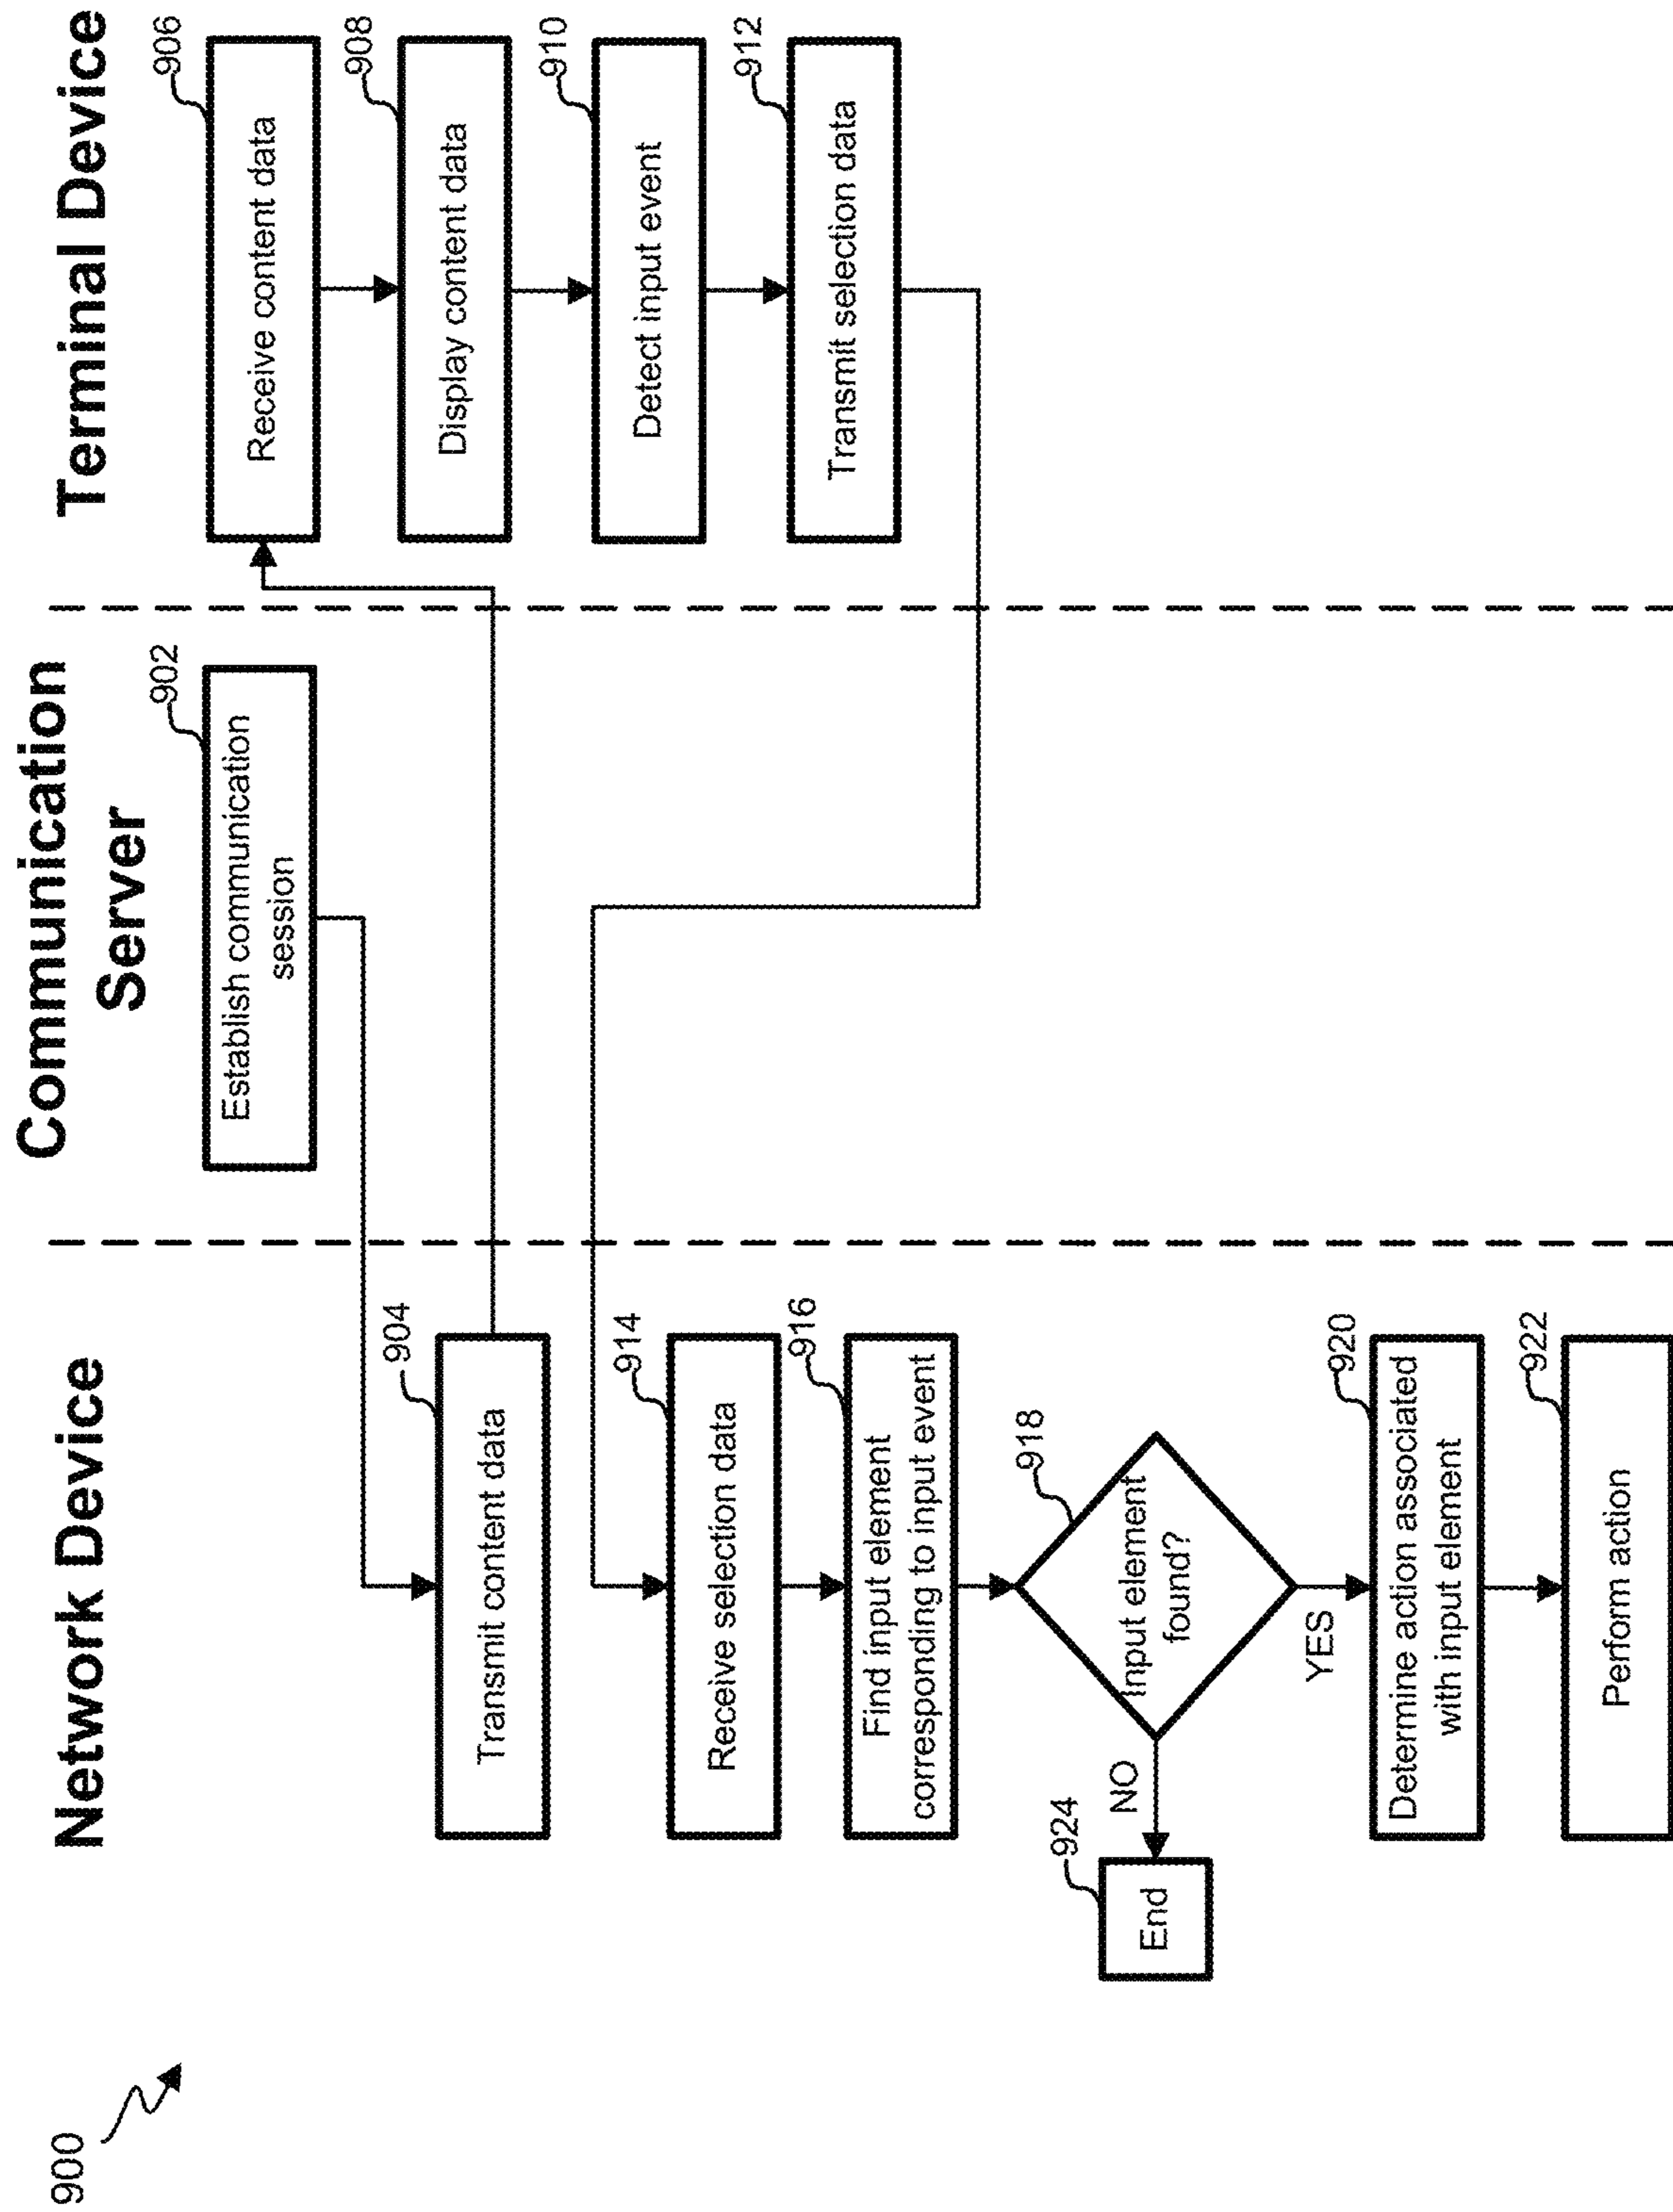 900
Network Device
Communication
Server
Terminal Device
902
Establish communication
session
904
Transmit content data
906
Receive content data
908
Display content data
910
Detect input event
912
Transmit selection data
914
Receive selection data
916
Find input element
corresponding to input event
918
Input element
found?
NO
924
End
YES
920
Determine action associated
with input element
922
Perform action